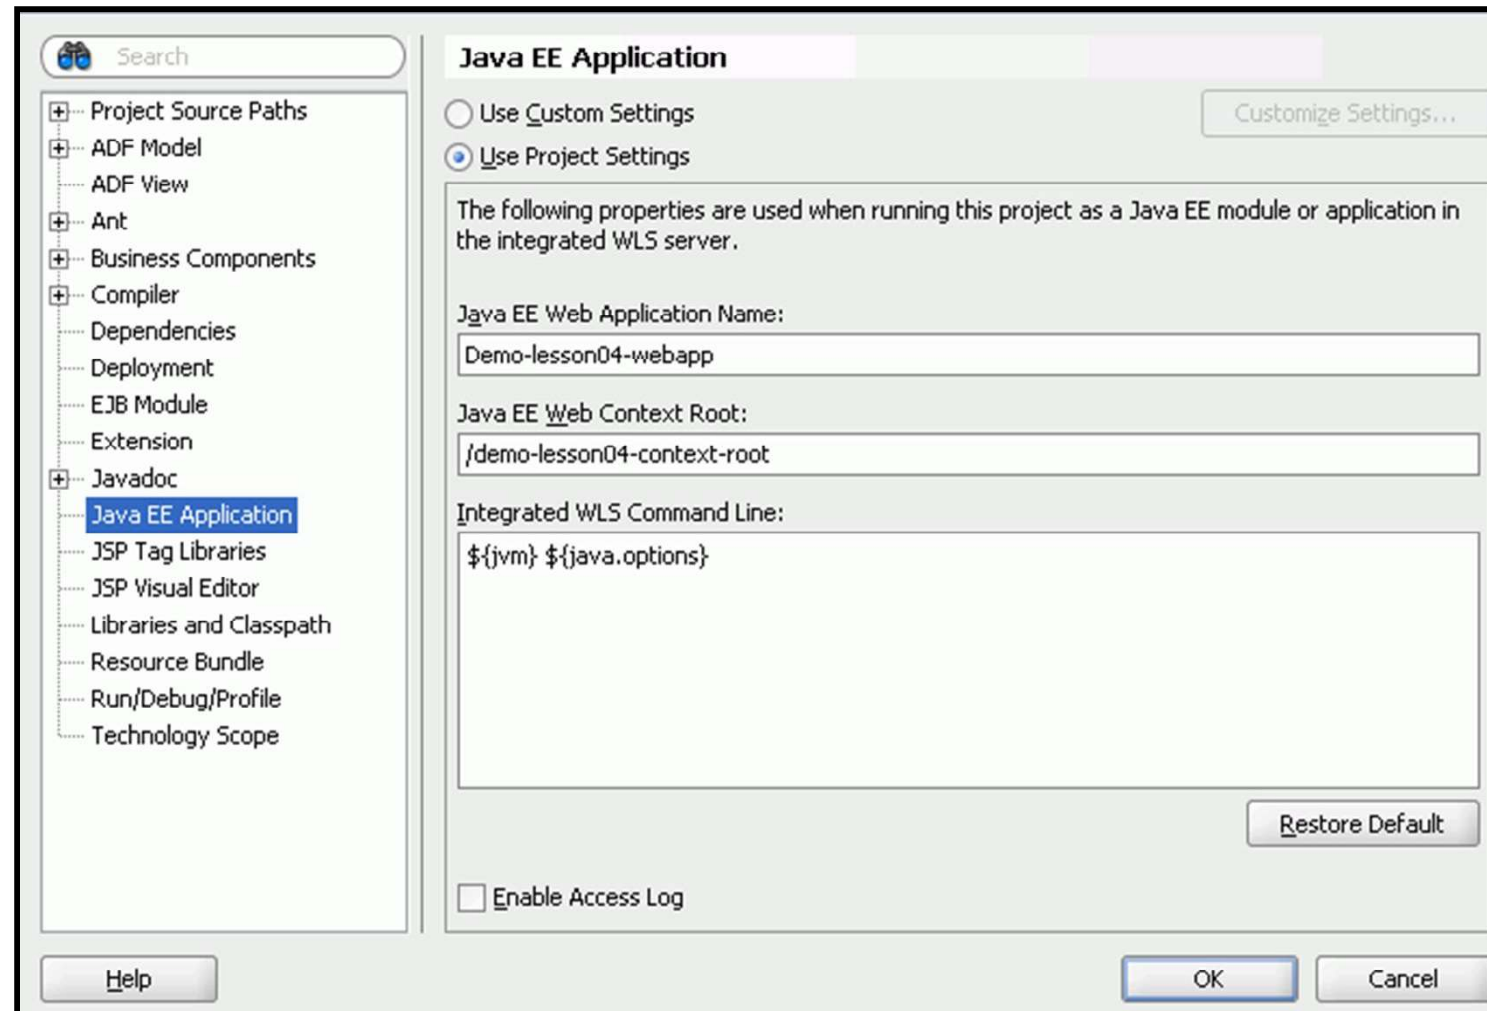 Search
Project Source Paths
ADF Model
ADF View
Ant
Business Components
Compiler
Dependencies
Deployment
EJB Module
Extension
Javadoc
Java EE Application
JSP Tag Libraries
JSP Visual Editor
Libraries and Classpath
Resource Bundle
Run/Debug/Profile
Technology Scope
Java EE Application
Use Custom Settings
Customize Settings...
Use Project Settings
The following properties are used when running this project as a Java EE module or application in
the integrated WLS server.
Java EE Web Application Name:
Demo-lesson04-webapp
Java EE Web Context Root:
/demo-lesson04-context-root
Integrated WLS Command Line:
${jvm} ${java.options}
Restore Default
Enable Access Log
Help
OK
Cancel